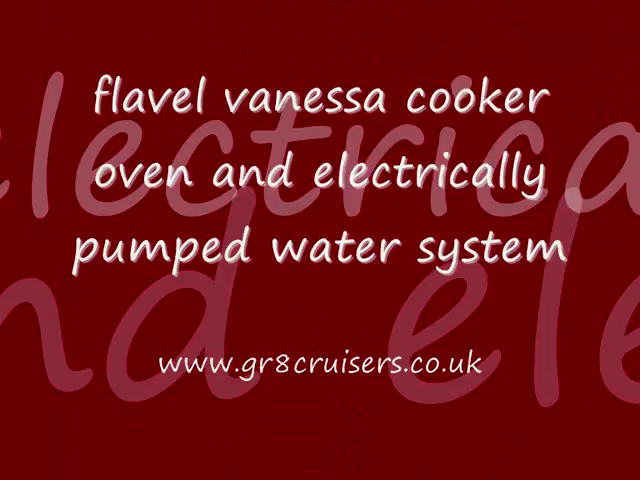 flavel vanessa cooker
oven and electrically
pumped water system
www.gr8cruisers.co.uk